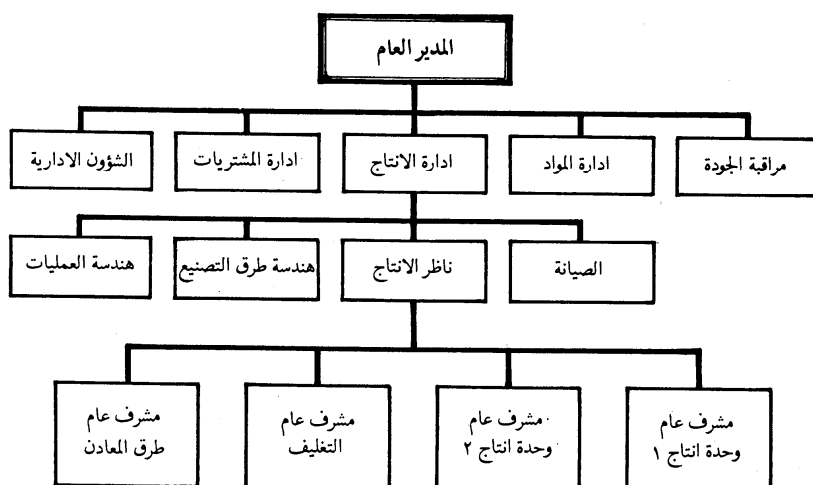 المدير العام
مراقبة الجودة
ادارة المواد
ادارة الانتاج
ادارة المشتريات
الشؤون الادارية
الصيانة
ناظر الانتاج
هندسة طرق التصنيع
هندسة العمليات
مشرف عام
وحدة انتاج ١
مشرف عام
وحدة انتاج ٢
مشرف عام
التغليف
مشرف عام
طرق المعادن